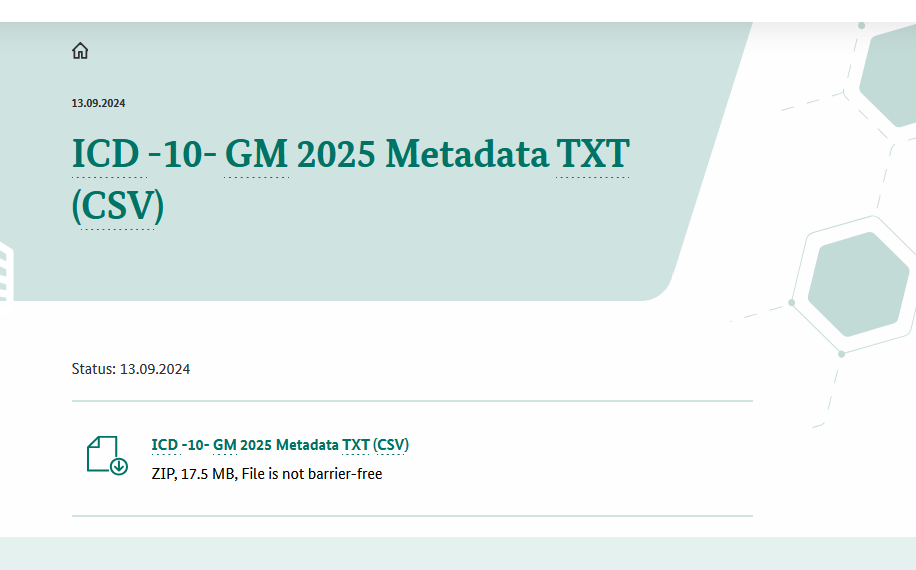 13.09.2024
ICD -10- GM 2025 Metadata TXT
(CSV)
Status: 13.09.2024
ICD -10- GM 2025 Metadata TXT (CSV)
ZIP, 17.5 MB, File is not barrier-free